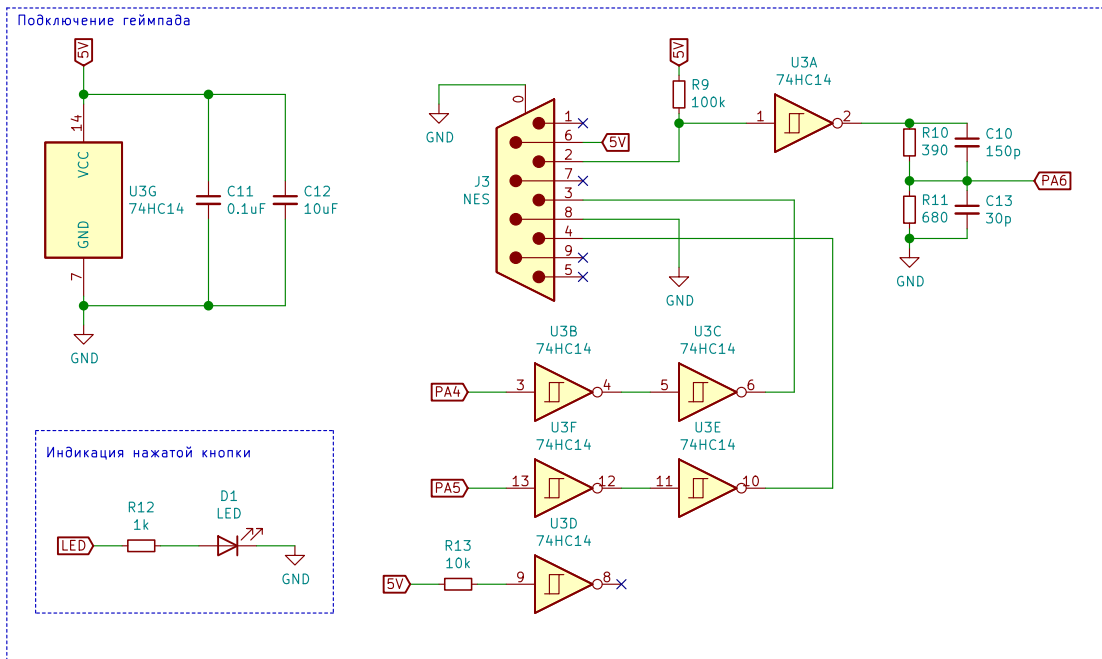 Подключение геймпада
5V
14
VCC
GND
7
U3G
74HC14
C11
0.1uF
C12
10uF
GND
GND
0
J3
NES
1
6
2
7
3
8
4
9
5
5V
5V
R9
100k
GND
U3A
74HC14
1
2
R10
390
C10
150p
PA6
R11
680
C13
30p
GND
U3B
74HC14
PA4
3
4
U3C
74HC14
5
6
U3F
74HC14
PA5
13
12
U3E
74HC14
11
10
U3D
74HC14
5V
R13
10k
9
8
Индикация нажатой кнопки
LED
R12
1k
D1
LED
GND